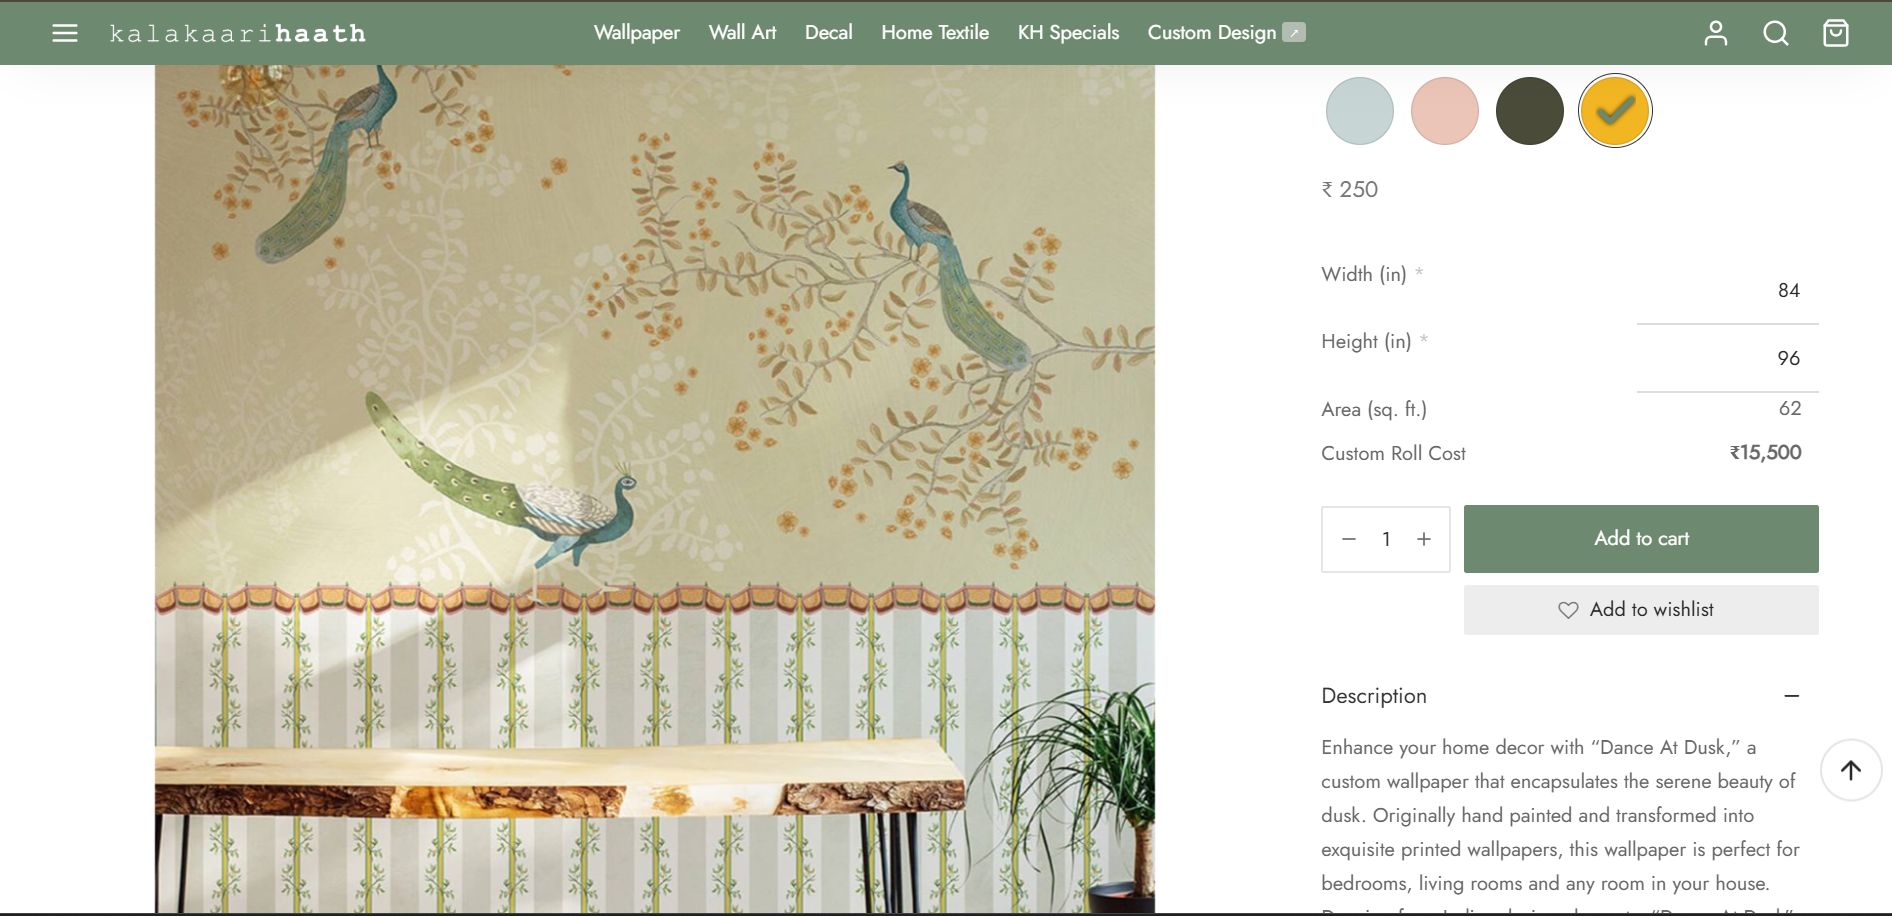 kalakaarihaath
Wallpaper Wall Art Decal Home Textile KH Specials Custom Design
₹ 250
Width (in) *
84
Height (in) *
96
Area (sq. ft.) 62
Custom Roll Cost ₹15,500
1
Add to cart
Add to wishlist
Description
Enhance your home decor with “Dance At Dusk,” a
custom wallpaper that encapsulates the serene beauty of
dusk. Originally hand painted and transformed into
exquisite printed wallpapers, this wallpaper is perfect for
bedrooms, living rooms and any room in your house.